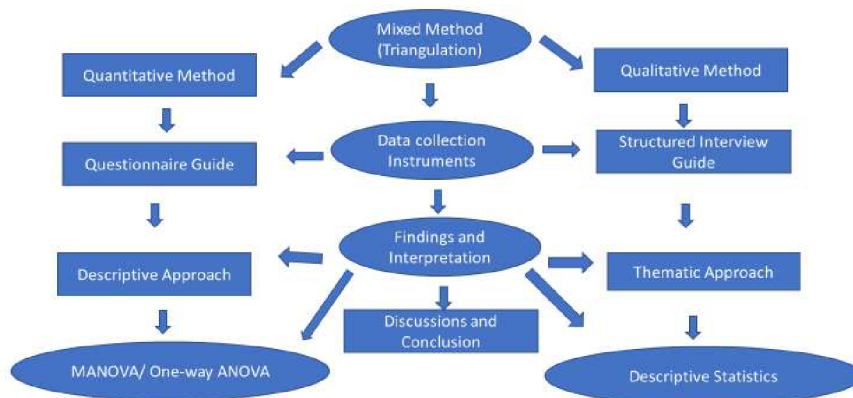 Mixed Method
(Triangulation)
Quantitative Method
Qualitative Method
Data collection
Instruments
Questionnaire Guide
Structured Interview
Guide
Findings and
Interpretation
Descriptive Approach
Thematic Approach
Discussions and
Conclusion
MANOVA/ One-way ANOVA
Descriptive Statistics